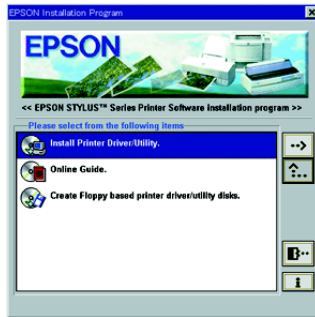 EPSON Installation Program
EPSON
<< EPSON STYLUS™ Series Printer Software installation program >>
Please select from the following items
Install Printer Driver/Utility.
Online Guide.
Create Floppy based printer driver/utility disks.